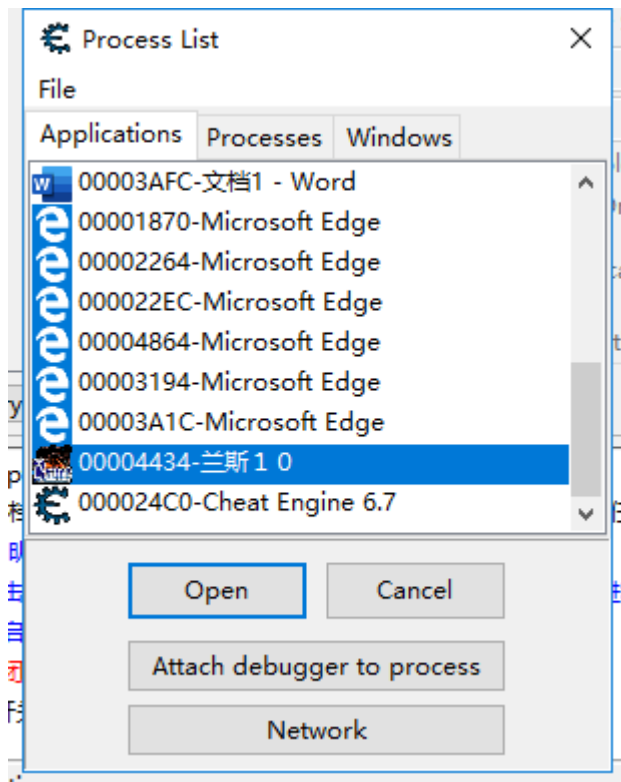 Process List
File
Applications Processes Windows
00003AFC-文档1 - Word
00001870-Microsoft Edge
00002264-Microsoft Edge
000022EC-Microsoft Edge
00004864-Microsoft Edge
00003194-Microsoft Edge
00003A1C-Microsoft Edge
00004434-兰斯１０
000024C0-Cheat Engine 6.7
Open Cancel
Attach debugger to process
Network